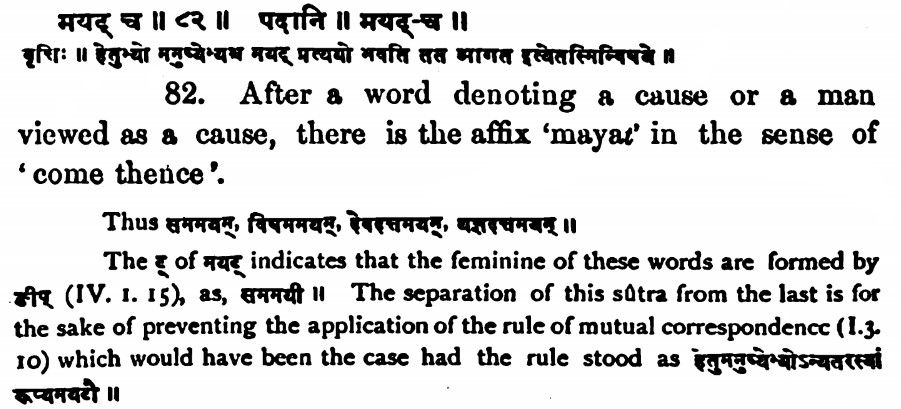 मयट् च ॥ ८२ ॥ पदानि ॥ मयट्-च ॥
वृत्तिः ॥ हेतुभ्यो मनुष्येभ्यश्च मयट् प्रत्ययो भवति तत आगत इत्येतस्मिन्विषये ॥
82. After a word denoting a cause or a man
viewed as a cause, there is the affix ‘mayaṭ’ in the sense of
‘come thence’.
Thus सममयम्, विषममयम्, देवदत्तमयम्, यज्ञदत्तमयम् ॥
The ट् of मयट् indicates that the feminine of these words are formed by
ङीप् (IV. 1. 15), as, सममयी ॥ The separation of this sûtra from the last is for
the sake of preventing the application of the rule of mutual correspondence (I.3.
10) which would have been the case had the rule stood as हेतुमनुष्येभ्योऽन्यतरस्यां
रूप्यमयटौ ॥